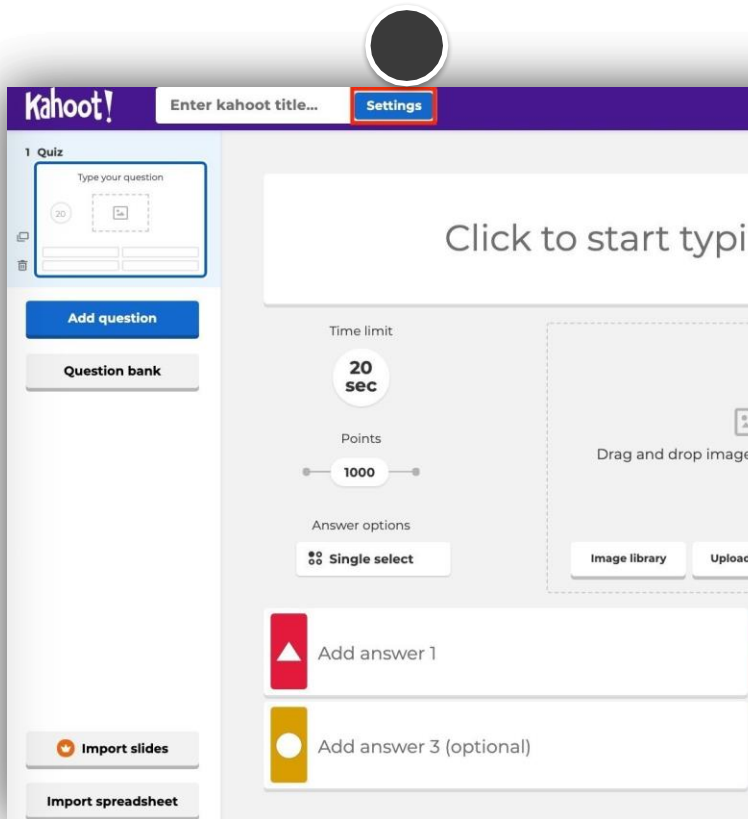 Kahoot!
Enter kahoot title...
Settings
1 Quiz
Type your question
20
Add question
Question bank
Import slides
Import spreadsheet
Click to start typi
Time limit
20
sec
Points
1000
Answer options
Single select
Drag and drop image
Image library
Upload
Add answer 1
Add answer 3 (optional)